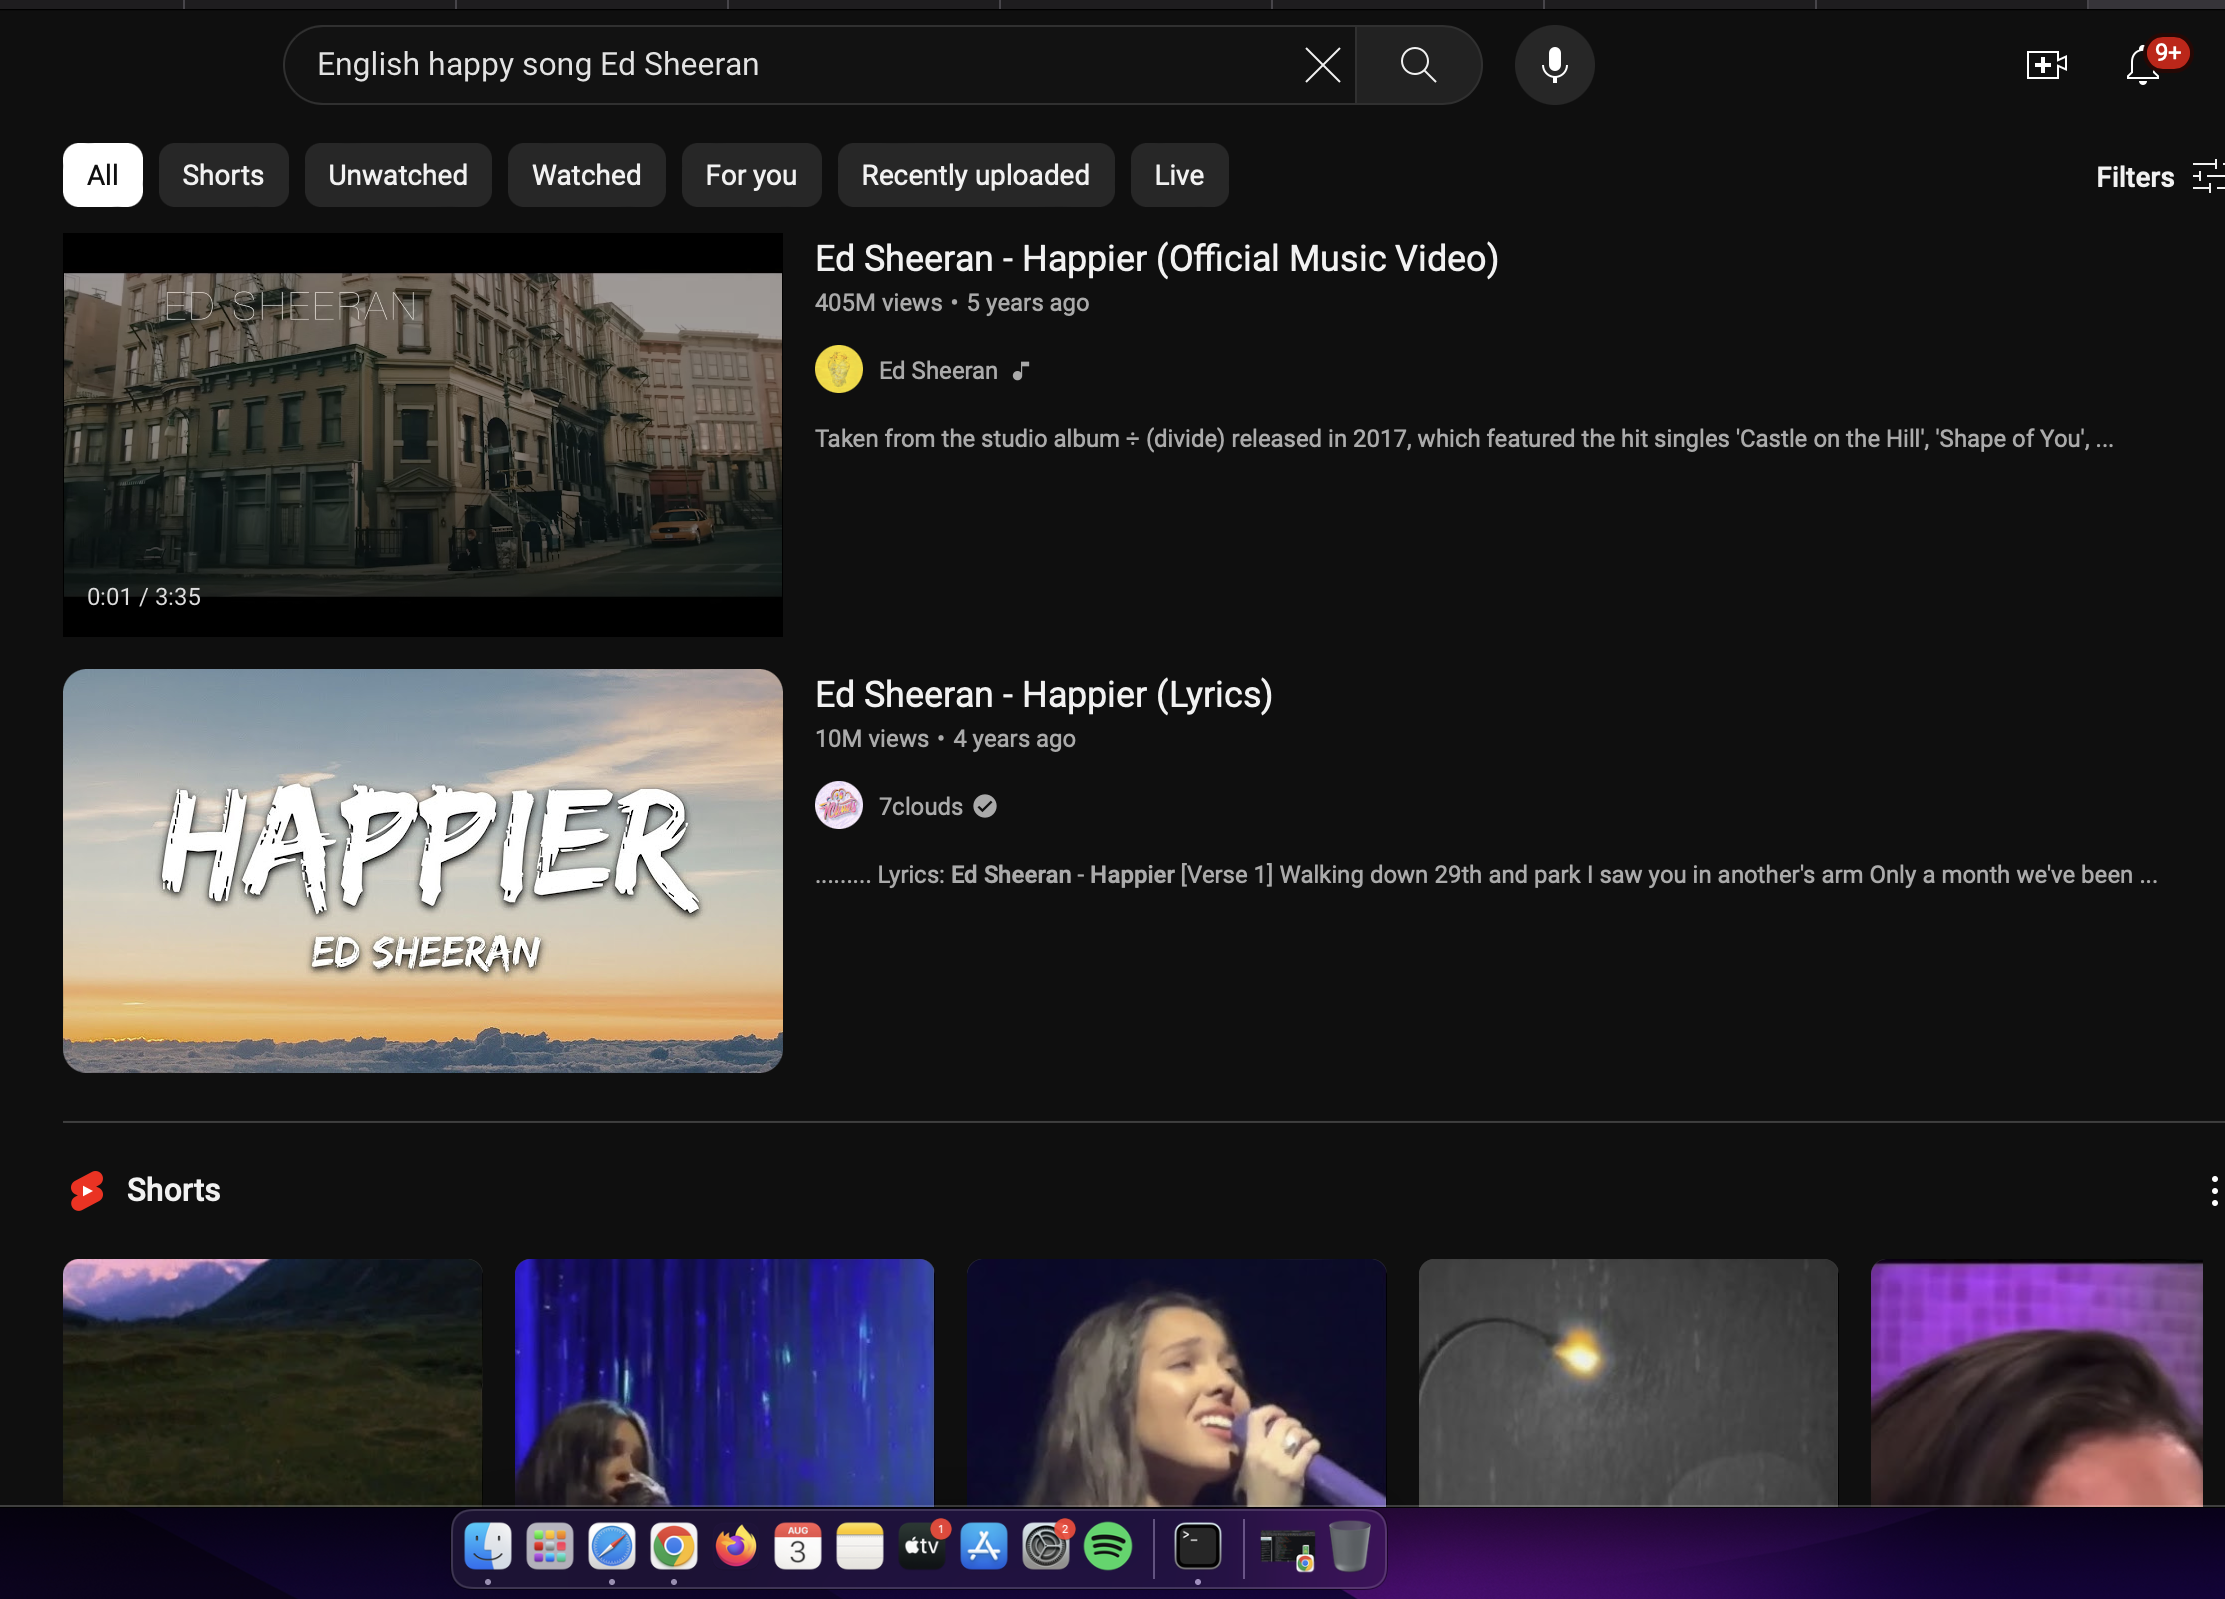 English happy song Ed Sheeran
9+
All
Shorts
Unwatched
Watched
For you
Recently uploaded
Live
Filters
ED SHEERAN
0:01 / 3:35
Ed Sheeran - Happier (Official Music Video)
405M views • 5 years ago
Ed Sheeran
Taken from the studio album ÷ (divide) released in 2017, which featured the hit singles 'Castle on the Hill', 'Shape of You', ...
HAPPIER
ED SHEERAN
Ed Sheeran - Happier (Lyrics)
10M views • 4 years ago
7clouds
......... Lyrics: Ed Sheeran - Happier [Verse 1] Walking down 29th and park I saw you in another's arm Only a month we've been ...
Shorts
AUG
3
tv
1
2
>_